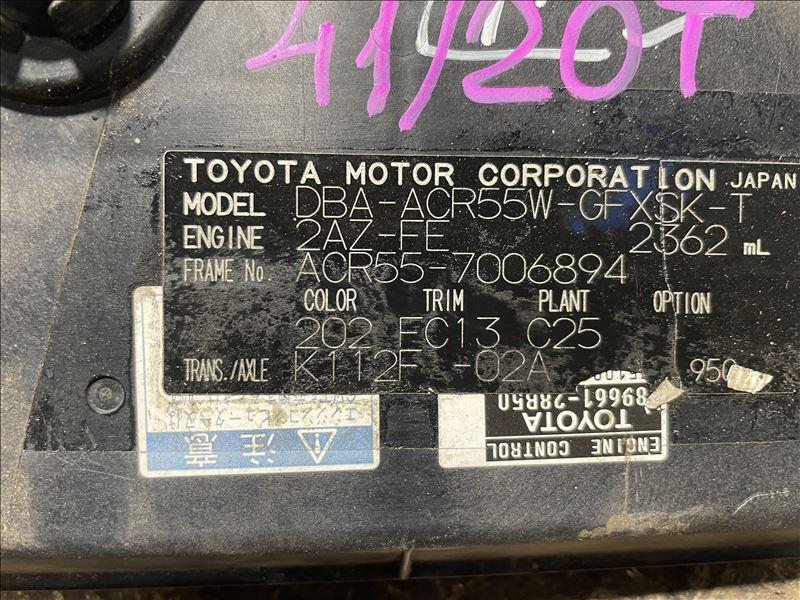 41/20T
TOYOTA MOTOR CORPORATION JAPAN
MODEL DBA-ACR55W-GFXSK-T
ENGINE 2AZ-FE 2362 mL
FRAME No. ACR55-7006894
COLOR TRIM PLANT OPTION
202 FC13 C25
TRANS./AXLE K112F -02A 950
注意
89661-28R50
TOYOTA
ENGINE CONTROL